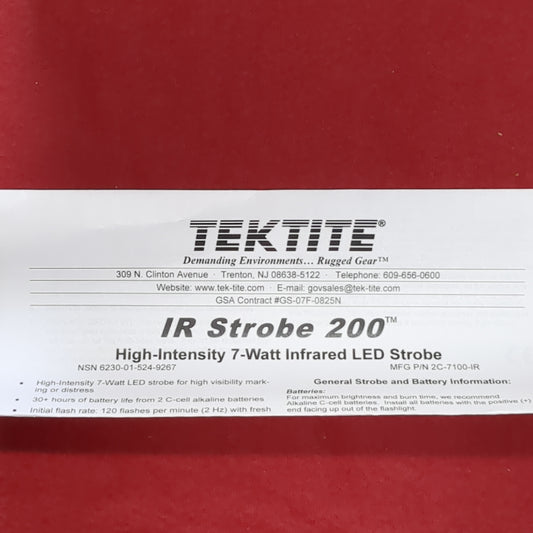 TEKTITE®
Demanding Environments… Rugged Gear™
309 N. Clinton Avenue · Trenton, NJ 08638-5122 · Telephone: 609-656-0600
Website: www.tek-tite.com · E-mail: govsales@tek-tite.com
GSA Contract #GS-07F-0825N
IR Strobe 200™
High-Intensity 7-Watt Infrared LED Strobe
NSN 6230-01-524-9267 MFG P/N 2C-7100-IR
• High-Intensity 7-Watt LED strobe for high visibility mark-
ing or distress
• 30+ hours of battery life from 2 C-cell alkaline batteries
• Initial flash rate: 120 flashes per minute (2 Hz) with fresh
General Strobe and Battery Information:
Batteries:
For maximum brightness and burn time, we recommend
Alkaline C-cell batteries. Install all batteries with the positive (+)
end facing up out of the flashlight.